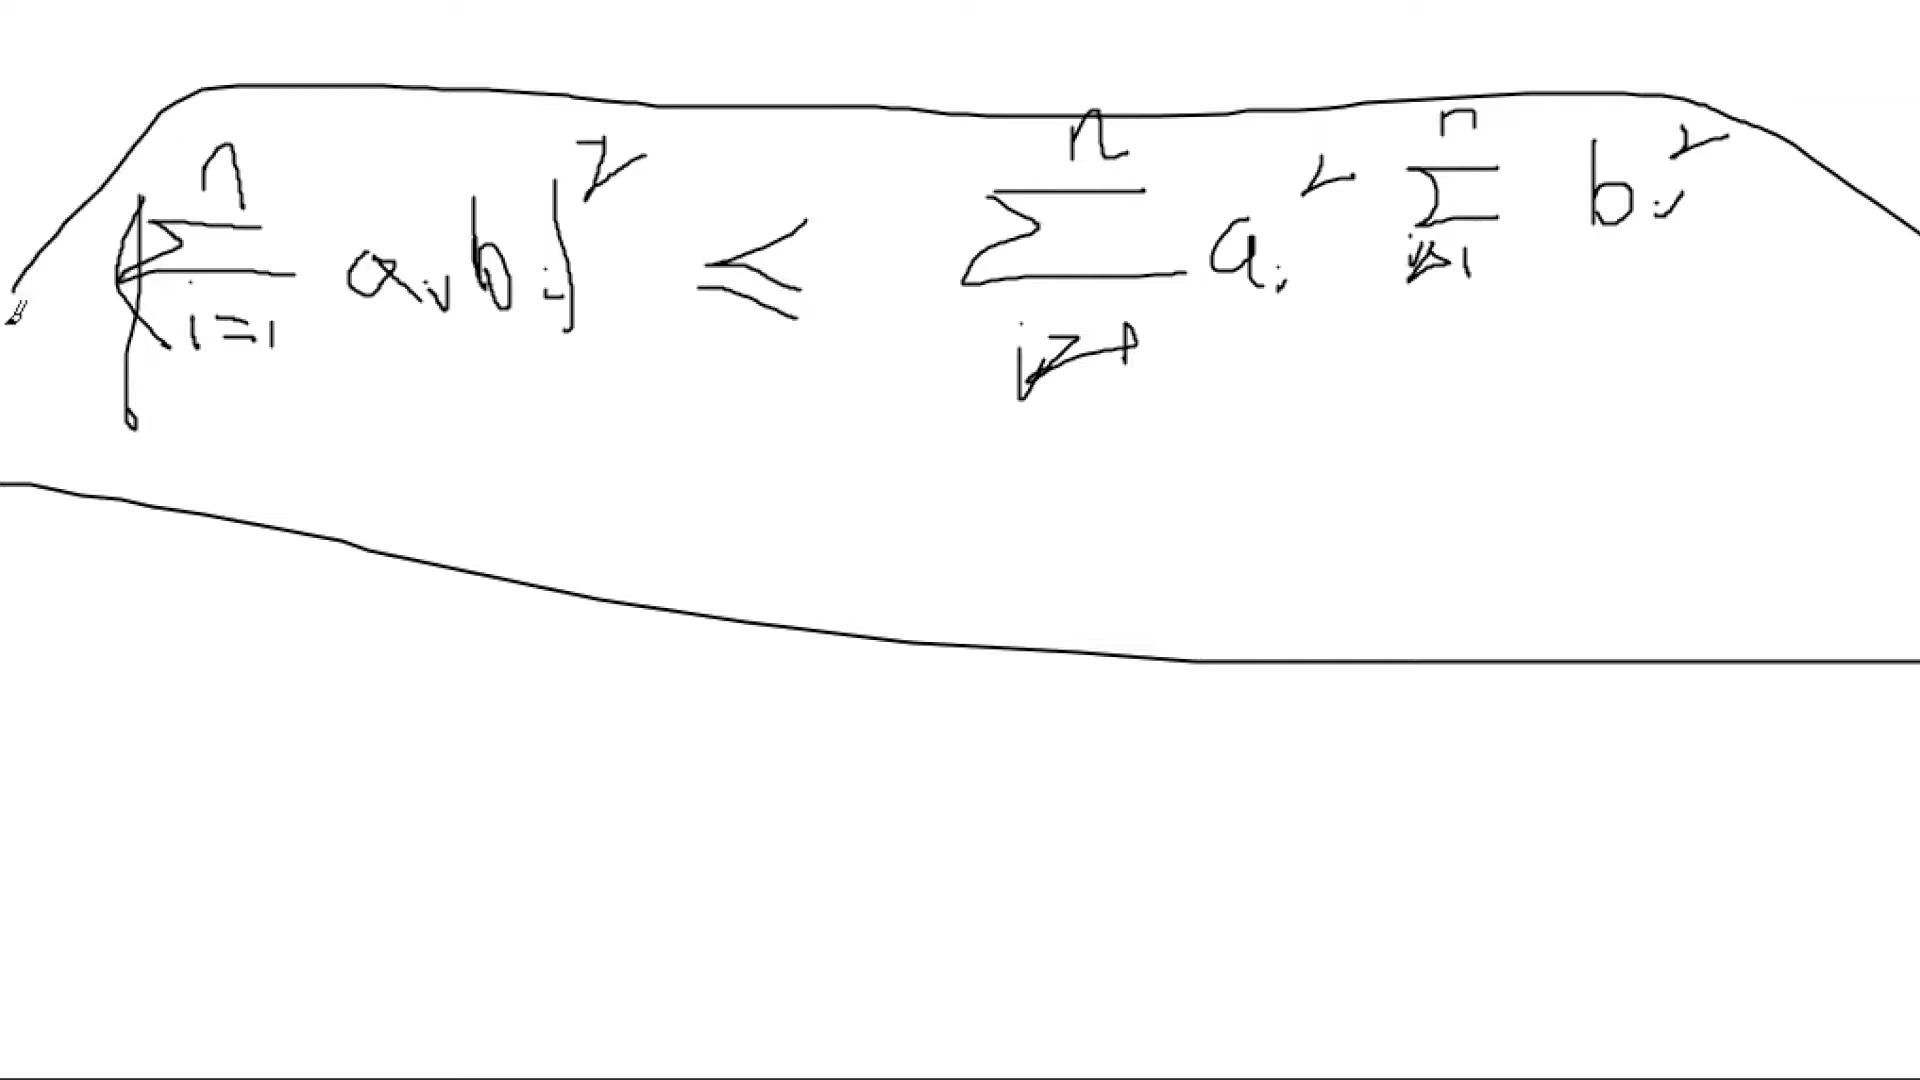 (∑_{i=1}^{n} a_i b_i)^2 ≤ ∑_{i=1}^{n} a_i^2 ∑_{i=1}^{n} b_i^2